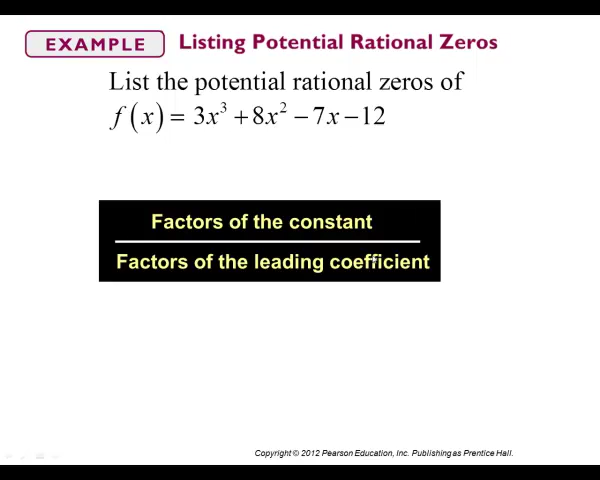 EXAMPLE Listing Potential Rational Zeros
List the potential rational zeros of
f(x) = 3x³ + 8x² − 7x − 12
Factors of the constant
Factors of the leading coefficient
Copyright © 2012 Pearson Education, Inc. Publishing as Prentice Hall.